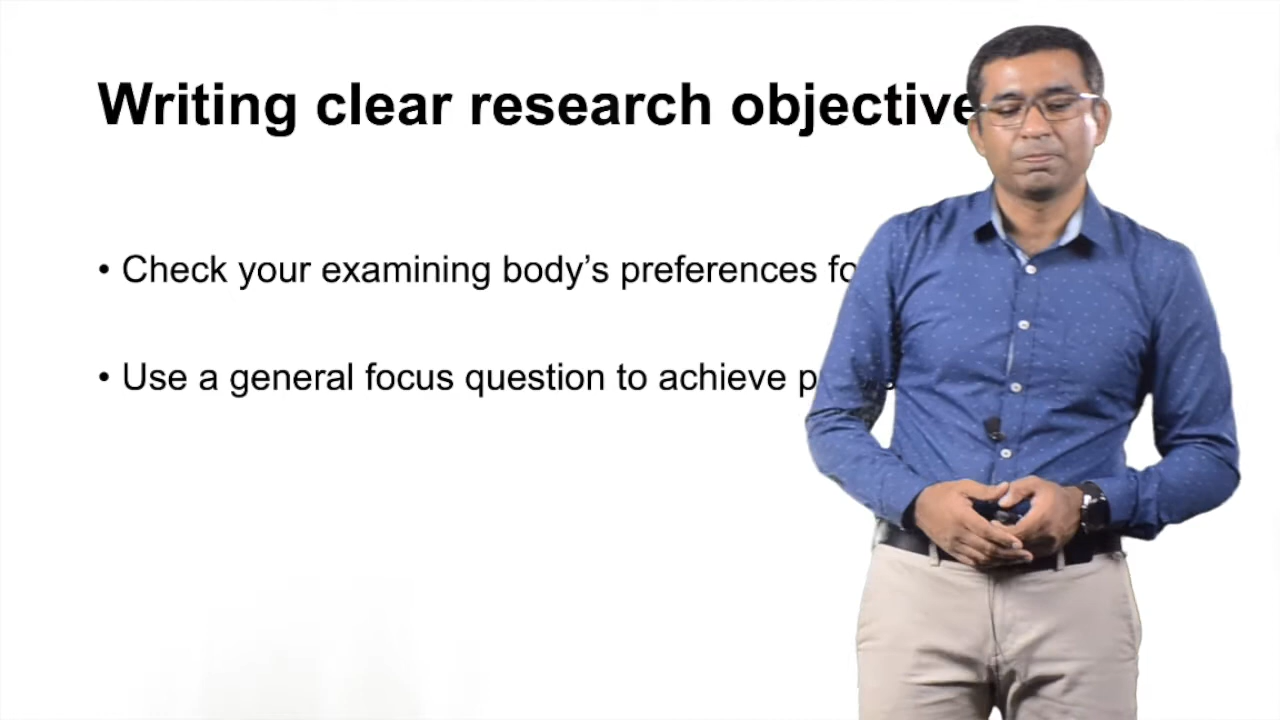 Writing clear research objective
• Check your examining body’s preferences
• Use a general focus question to achieve